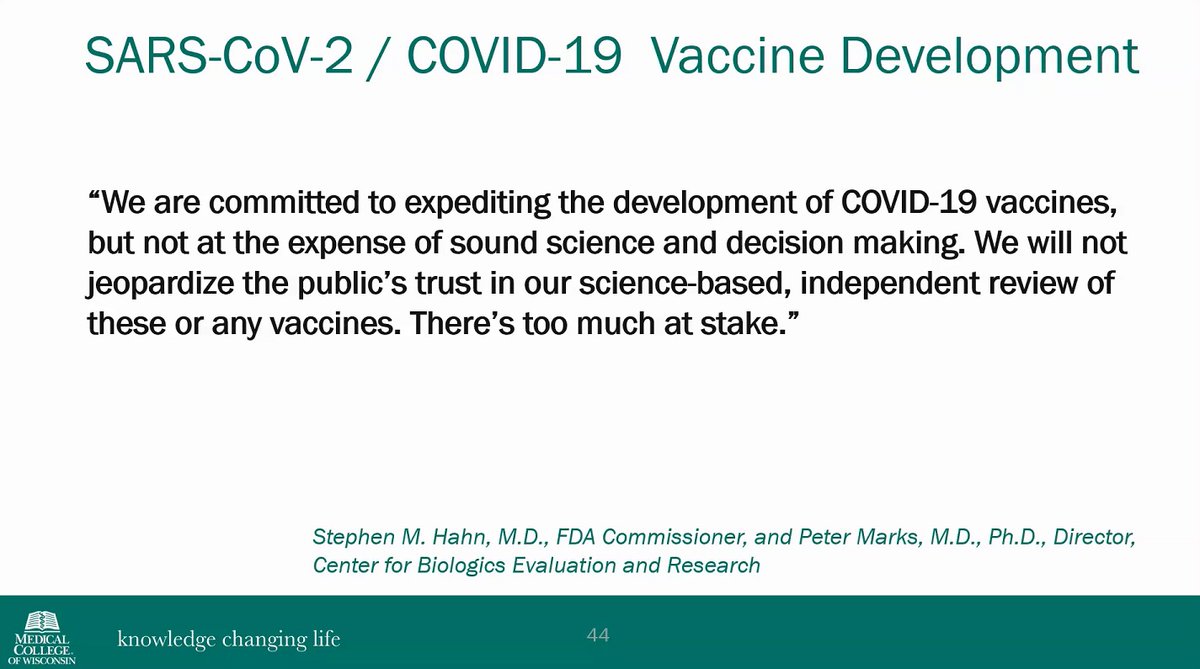 SARS-CoV-2 / COVID-19 Vaccine Development
“We are committed to expediting the development of COVID-19 vaccines,
but not at the expense of sound science and decision making. We will not
jeopardize the public’s trust in our science-based, independent review of
these or any vaccines. There’s too much at stake.”
Stephen M. Hahn, M.D., FDA Commissioner, and Peter Marks, M.D., Ph.D., Director,
Center for Biologics Evaluation and Research
MEDICAL
COLLEGE
OF WISCONSIN
knowledge changing life
44